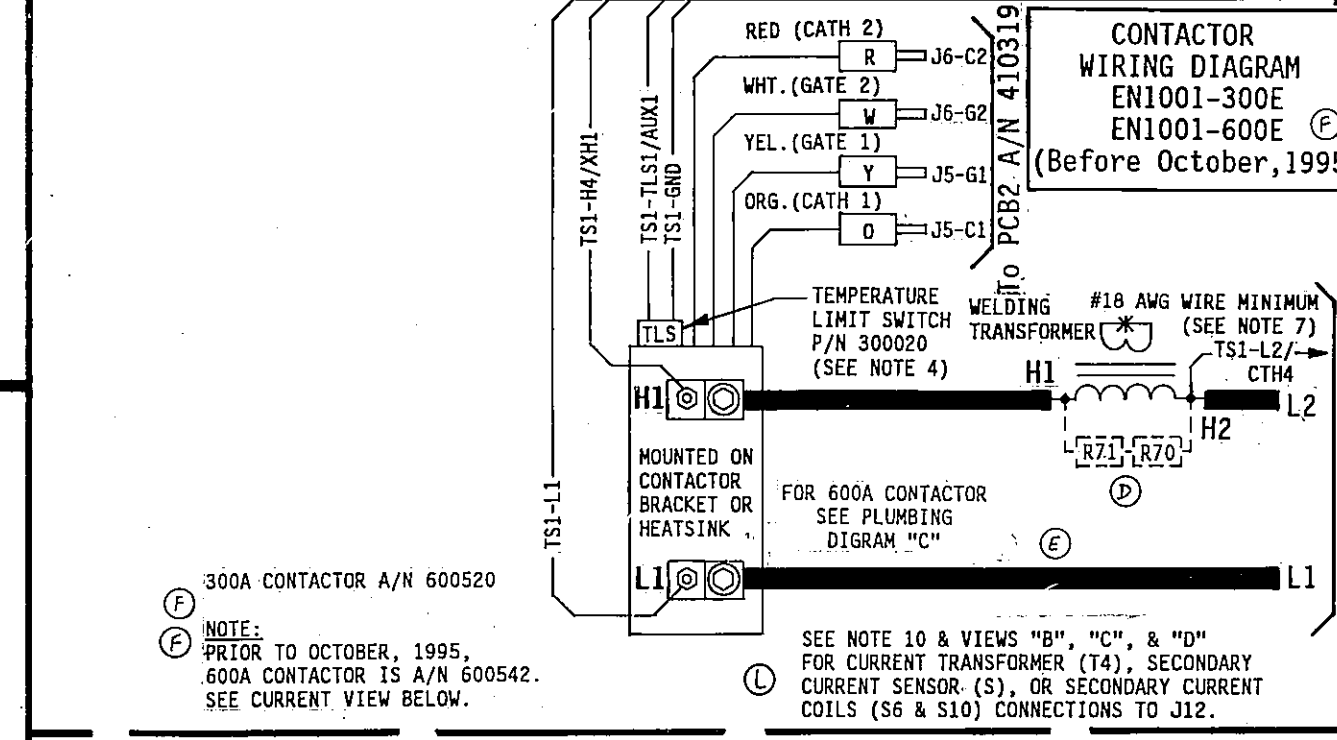 RED (CATH 2)
R
J6-C2
WHT.(GATE 2)
W
J6-G2
YEL.(GATE 1)
Y
J5-G1
ORG.(CATH 1)
O
J5-C1
To PCB2 A/N 410319
CONTACTOR
WIRING DIAGRAM
EN1001-300E
EN1001-600E
F
(Before October,1995
TS1-H4/XH1
TS1-TLS1/AUX1
TS1-GND
TS1-L1
TLS
TEMPERATURE
LIMIT SWITCH
P/N 300020
(SEE NOTE 4)
WELDING
TRANSFORMER
#18 AWG WIRE MINIMUM
(SEE NOTE 7)
TS1-L2/
CTH4
H1
H1
H2
L2
R71
R70
D
MOUNTED ON
CONTACTOR
BRACKET OR
HEATSINK
FOR 600A CONTACTOR
SEE PLUMBING
DIGRAM "C"
E
L1
L1
300A CONTACTOR A/N 600520
F
F
NOTE:
PRIOR TO OCTOBER, 1995,
600A CONTACTOR IS A/N 600542.
SEE CURRENT VIEW BELOW.
L
SEE NOTE 10 & VIEWS "B", "C", & "D"
FOR CURRENT TRANSFORMER (T4), SECONDARY
CURRENT SENSOR (S), OR SECONDARY CURRENT
COILS (S6 & S10) CONNECTIONS TO J12.